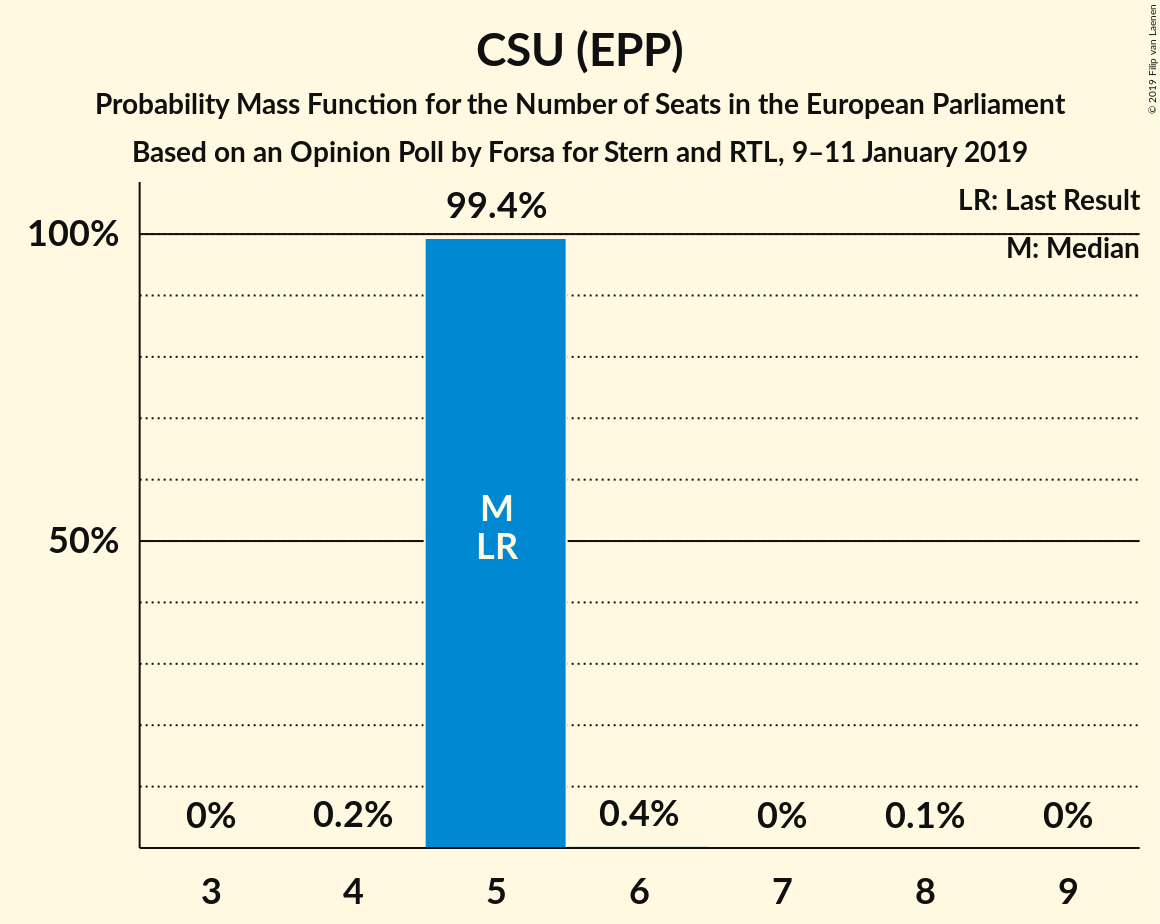 CSU (EPP)
Probability Mass Function for the Number of Seats in the European Parliament
Based on an Opinion Poll by Forsa for Stern and RTL, 9–11 January 2019
© 2019 Filip van Laenen
LR: Last Result
M: Median
99.4%
100%
50%
M
LR
0%
0.2%
0.4%
0%
0.1%
0%
3
4
5
6
7
8
9